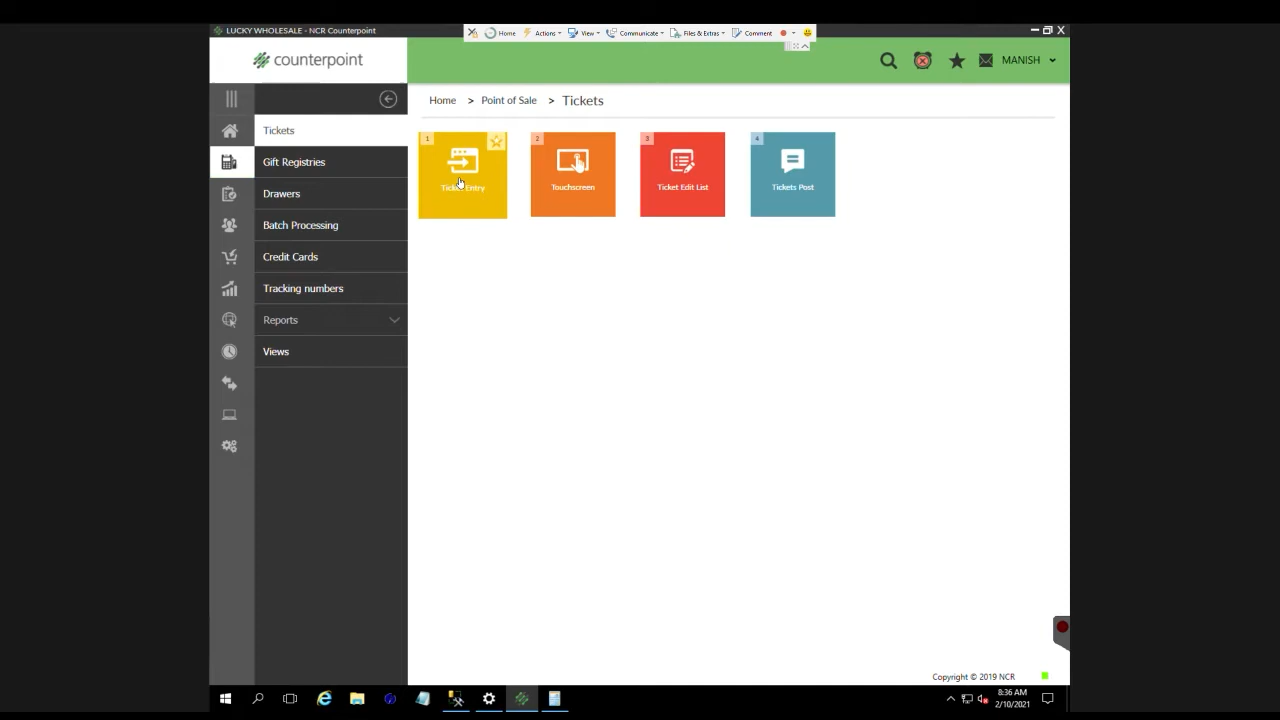 LUCKY WHOLESALE - NCR Counterpoint
Home Actions View Communicate Files & Extras Comment
counterpoint
MANISH
Home > Point of Sale > Tickets
Tickets
Gift Registries
Drawers
Batch Processing
Credit Cards
Tracking numbers
Reports
Views
1
Ticket Entry
2
Touchscreen
3
Ticket Edit List
4
Tickets Post
Copyright © 2019 NCR
8:36 AM
2/10/2021